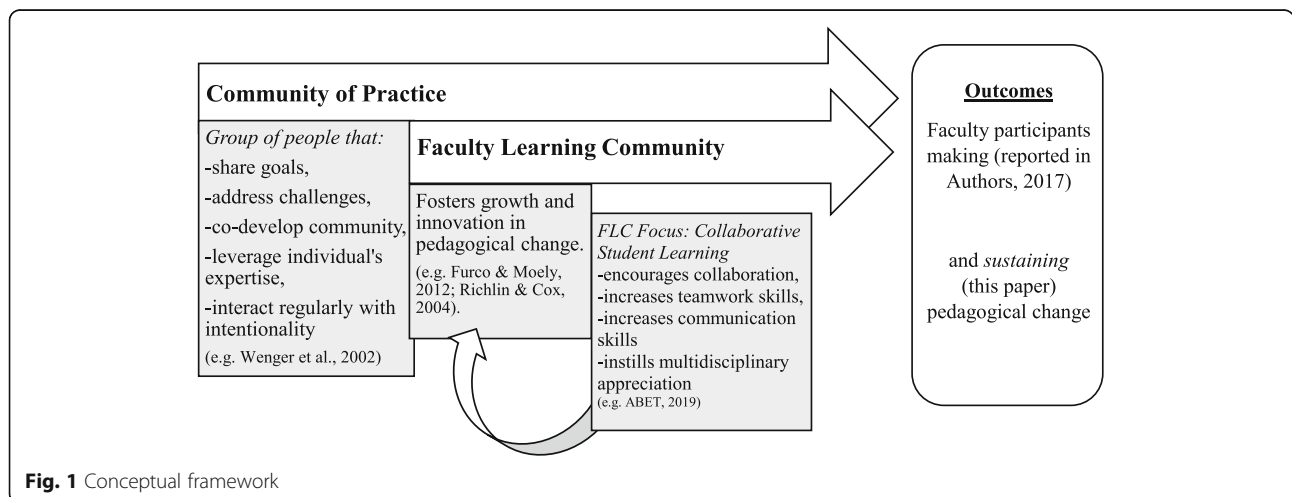 Community of Practice
Group of people that:
-share goals,
-address challenges,
-co-develop community,
-leverage individual's
expertise,
-interact regularly with
intentionality
(e.g. Wenger et al., 2002)
Faculty Learning Community
Fosters growth and
innovation in
pedagogical change.
(e.g. Furco & Moely,
2012; Richlin & Cox,
2004).
FLC Focus: Collaborative
Student Learning
-encourages collaboration,
-increases teamwork skills,
-increases communication
skills
-instills multidisciplinary
appreciation
(e.g. ABET, 2019)
Outcomes
Faculty participants
making (reported in
Authors, 2017)
and sustaining
(this paper)
pedagogical change
Fig. 1 Conceptual framework